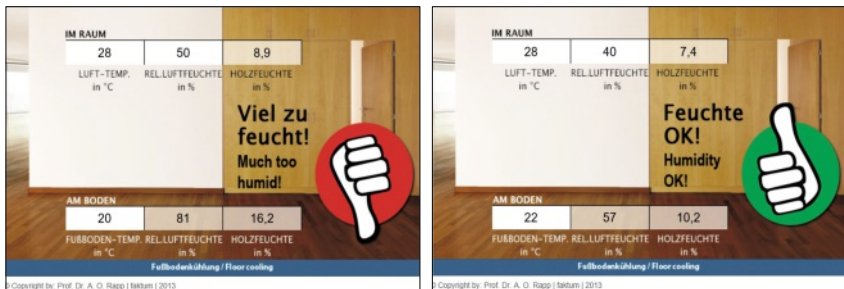 IM RAUM
28 50 8,9
LUFT-TEMP. REL.LUFTFEUCHTE HOLZFEUCHTE
in °C in % in %
Viel zu
feucht!
Much too
humid!
AM BODEN
20 81 16,2
FUẞBODEN-TEMP. REL.LUFTFEUCHTE HOLZFEUCHTE
in °C in % in %
Fußbodenkühlung / Floor cooling
© Copyright by: Prof. Dr. A. O. Rapp | faktum | 2013
IM RAUM
28 40 7,4
LUFT-TEMP. REL.LUFTFEUCHTE HOLZFEUCHTE
in °C in % in %
Feuchte
OK!
Humidity
OK!
AM BODEN
22 57 10,2
FUẞBODEN-TEMP. REL.LUFTFEUCHTE HOLZFEUCHTE
in °C in % in %
Fußbodenkühlung / Floor cooling
© Copyright by: Prof. Dr. A. O. Rapp | faktum | 2013